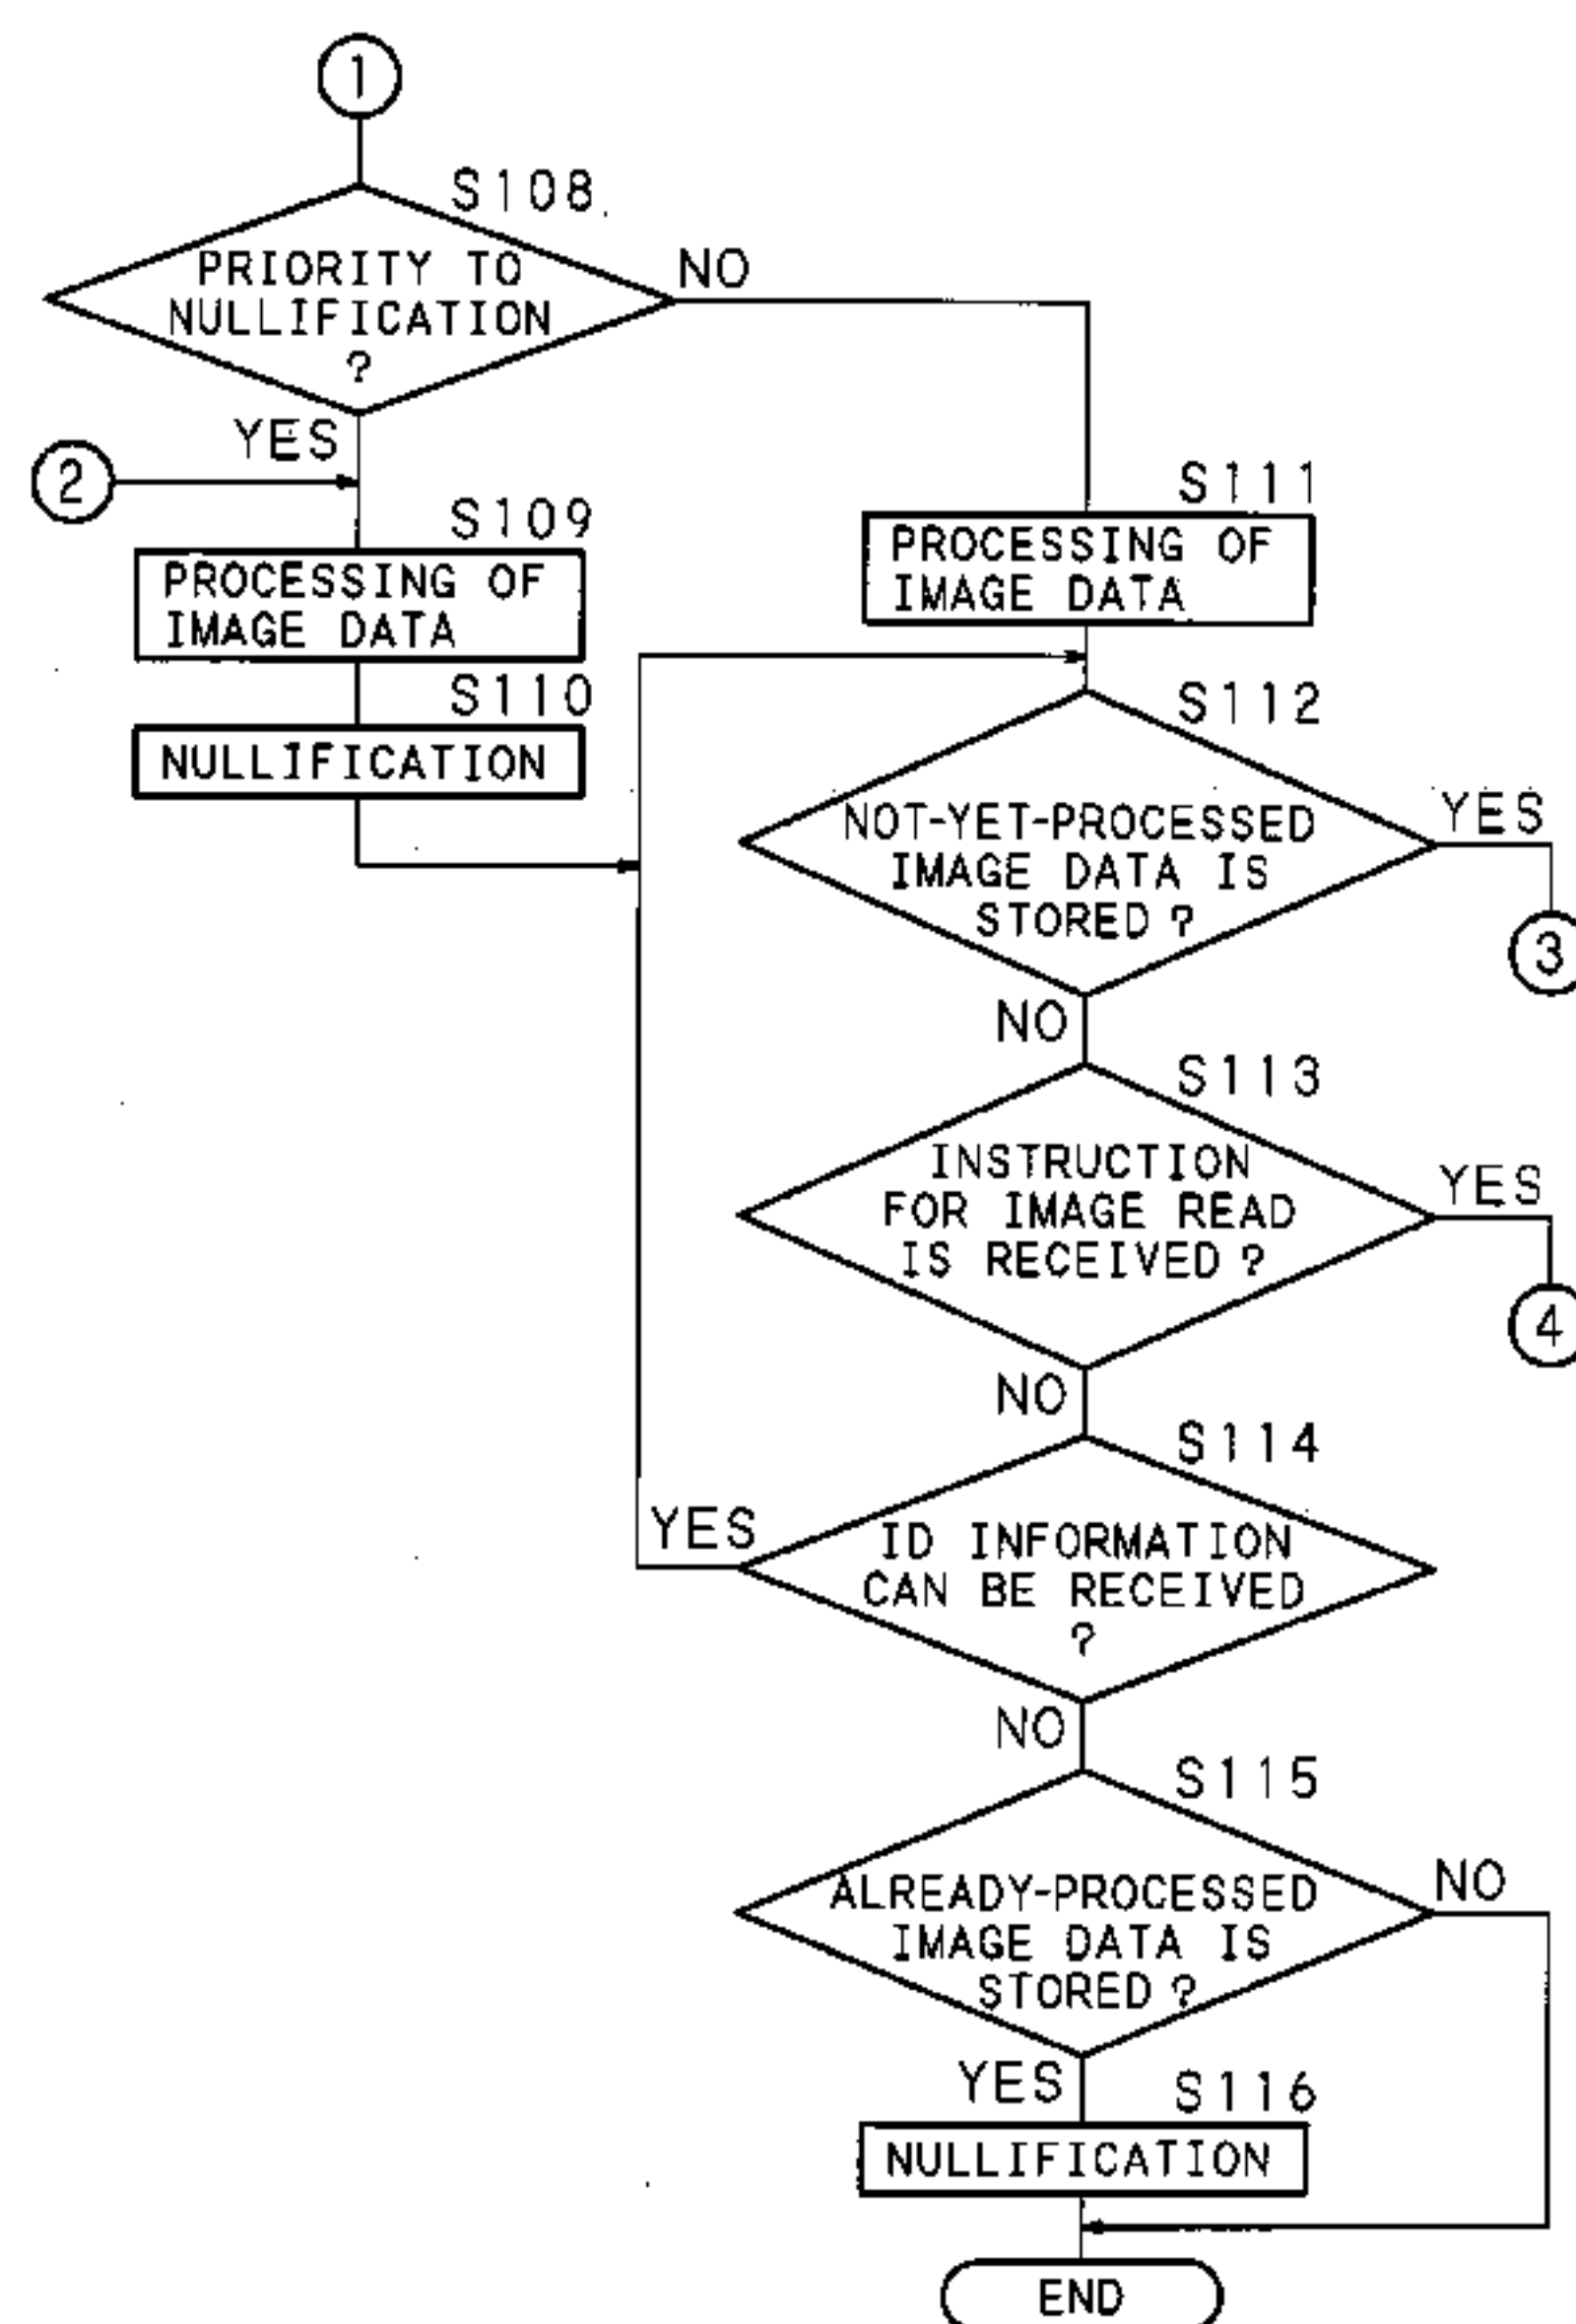 1
S108
PRIORITY TO
NULLIFICATION
?
NO
YES
2
S109
PROCESSING OF
IMAGE DATA
S110
NULLIFICATION
S111
PROCESSING OF
IMAGE DATA
S112
NOT-YET-PROCESSED
IMAGE DATA IS
STORED ?
YES
3
NO
S113
INSTRUCTION
FOR IMAGE READ
IS RECEIVED ?
YES
4
NO
S114
ID INFORMATION
CAN BE RECEIVED
?
YES
NO
S115
ALREADY-PROCESSED
IMAGE DATA IS
STORED ?
NO
YES
S116
NULLIFICATION
END